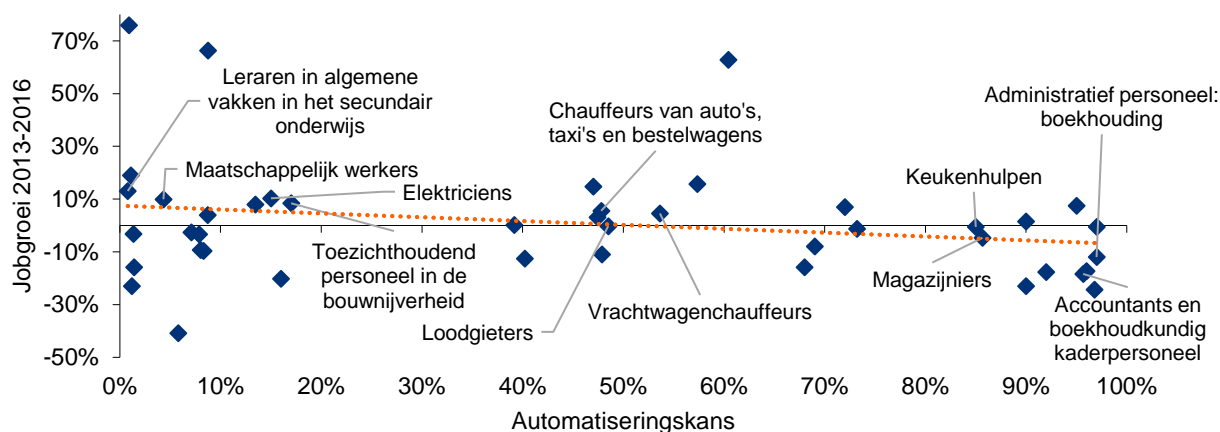 Jobgroei 2013-2016
70%
50%
30%
10%
-10%
-30%
-50%
Leraren in algemene
vakken in het secundair
onderwijs
Maatschappelijk werkers
Elektriciens
Toezichthoudend
personeel in de
bouwnijverheid
Chauffeurs van auto's,
taxi's en bestelwagens
Loodgieters
Vrachtwagenchauffeurs
Keukenhulpen
Magazijniers
Administratief personeel:
boekhouding
Accountants en
boekhoudkundig
kaderpersoneel
0% 10% 20% 30% 40% 50% 60% 70% 80% 90% 100%
Automatiseringskans